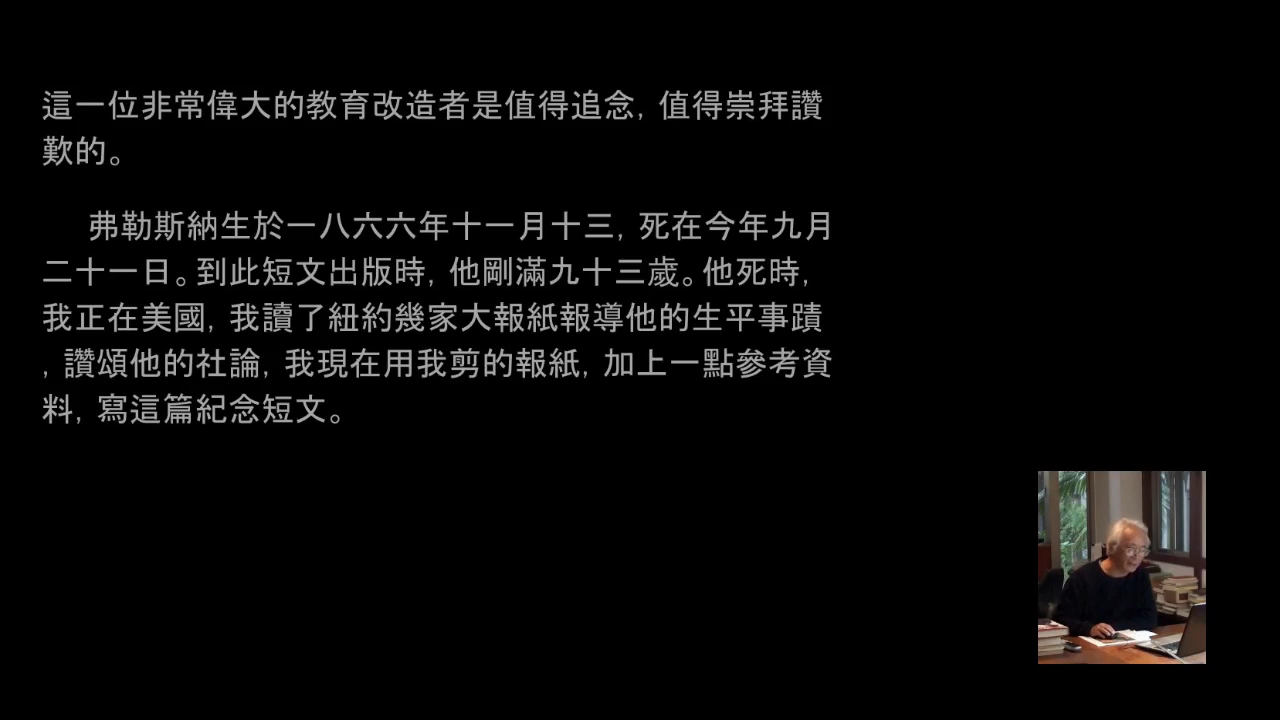 這一位非常偉大的教育改造者是值得追念, 值得崇拜讚
歎的。
弗勒斯納生於一八六六年十一月十三, 死在今年九月
二十一日。到此短文出版時, 他剛滿九十三歲。他死時,
我正在美國, 我讀了紐約幾家大報紙報導他的生平事蹟
, 讚頌他的社論, 我現在用我剪的報紙, 加上一點參考資
料, 寫這篇紀念短文。